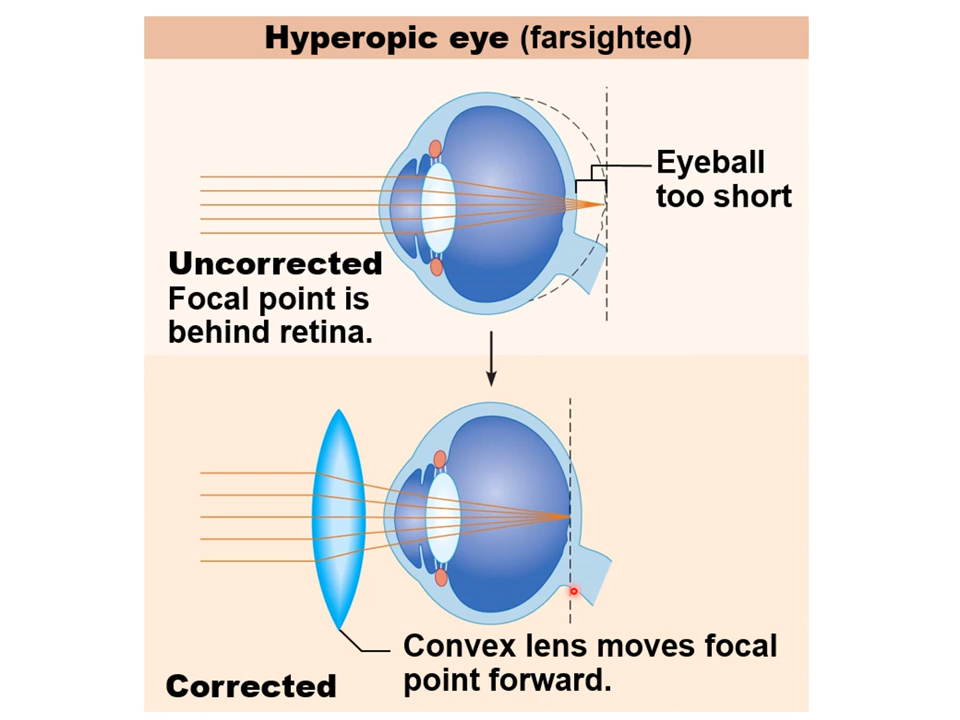 Hyperopic eye (farsighted)
Eyeball
too short
Uncorrected
Focal point is
behind retina.
Convex lens moves focal
point forward.
Corrected